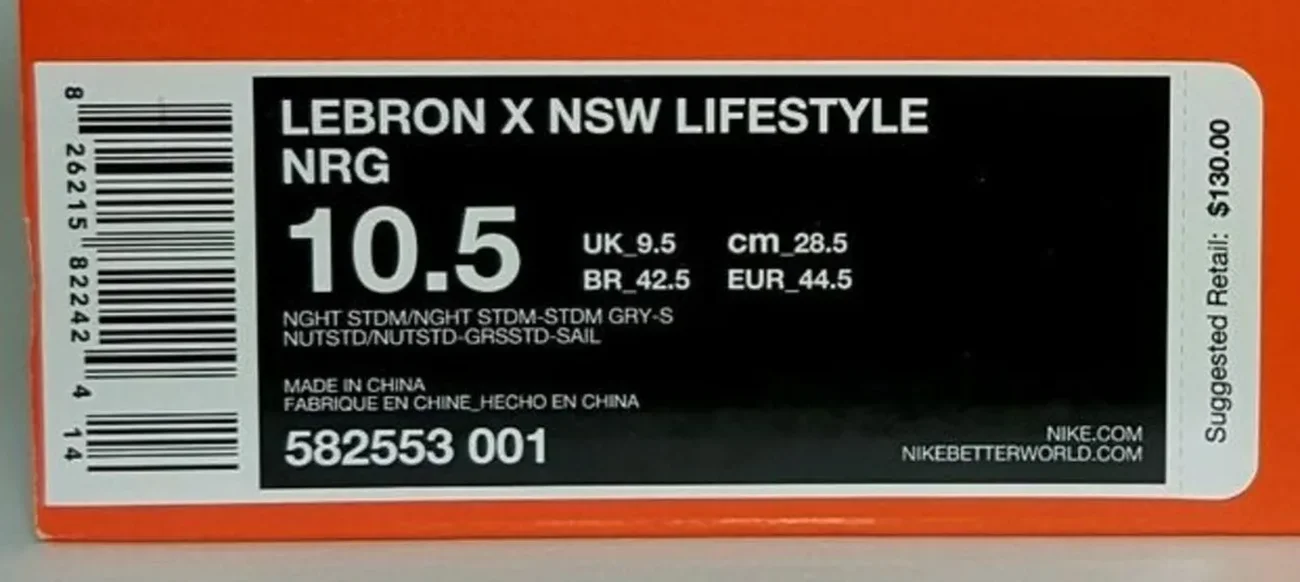 8 26215 82242 4 14
LEBRON X NSW LIFESTYLE
NRG
10.5
UK_9.5 cm_28.5
BR_42.5 EUR_44.5
NGHT STDM/NGHT STDM-STDM GRY-S
NUTSTD/NUTSTD-GRSSTD-SAIL
MADE IN CHINA
FABRIQUE EN CHINE_HECHO EN CHINA
582553 001
NIKE.COM
NIKEBETTERWORLD.COM
Suggested Retail: $130.00